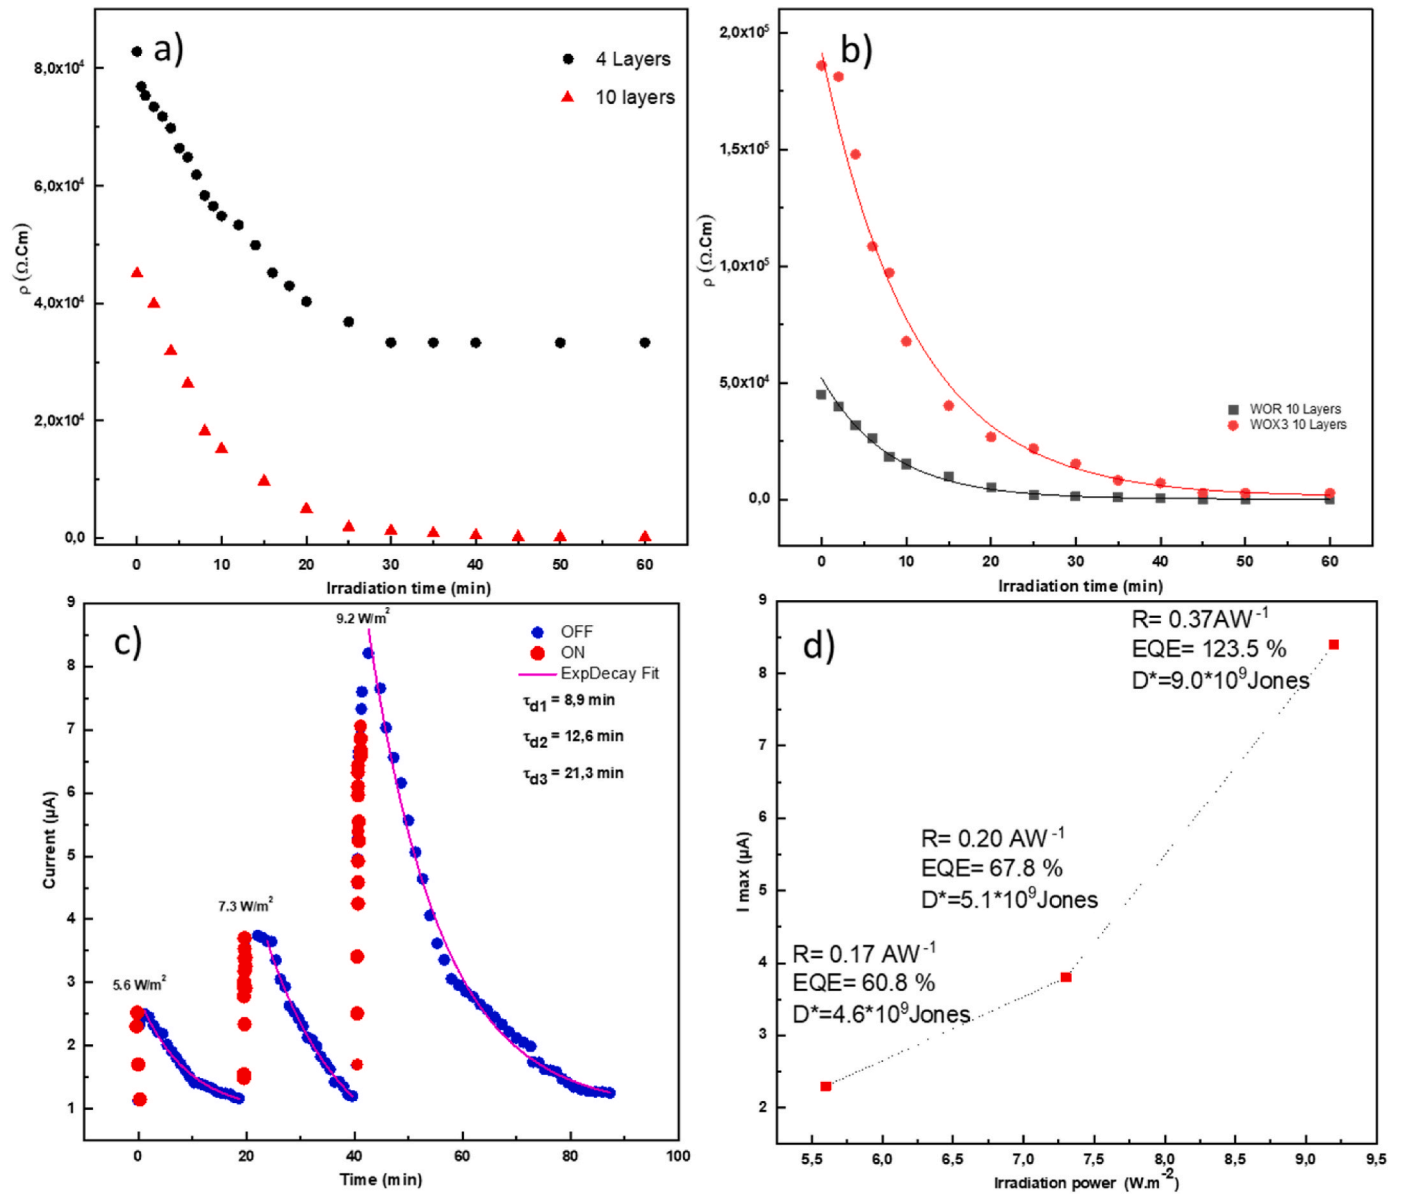 a)
4 Layers
10 layers
8,0x10⁴
6,0x10⁴
4,0x10⁴
2,0x10⁴
0,0
ρ (Ω.Cm)
0 10 20 30 40 50 60
Irradiation time (min)
b)
2,0x10⁵
1,5x10⁵
1,0x10⁵
5,0x10⁴
0,0
ρ (Ω.Cm)
WOR 10 Layers
WOX3 10 Layers
0 10 20 30 40 50 60
Irradiation time (min)
c)
9.2 W/m²
OFF
ON
ExpDecay Fit
τd1 = 8,9 min
τd2 = 12,6 min
τd3 = 21,3 min
7.3 W/m²
5.6 W/m²
9
8
7
6
5
4
3
2
1
Current (µA)
0 20 40 60 80 100
Time (min)
d)
R= 0.37AW⁻¹
EQE= 123.5 %
D*=9.0*10⁹Jones
R= 0.20 AW⁻¹
EQE= 67.8 %
D*=5.1*10⁹Jones
R= 0.17 AW⁻¹
EQE= 60.8 %
D*=4.6*10⁹Jones
9
8
7
6
5
4
3
2
I max (µA)
5,5 6,0 6,5 7,0 7,5 8,0 8,5 9,0 9,5
Irradiation power (W.m⁻²)